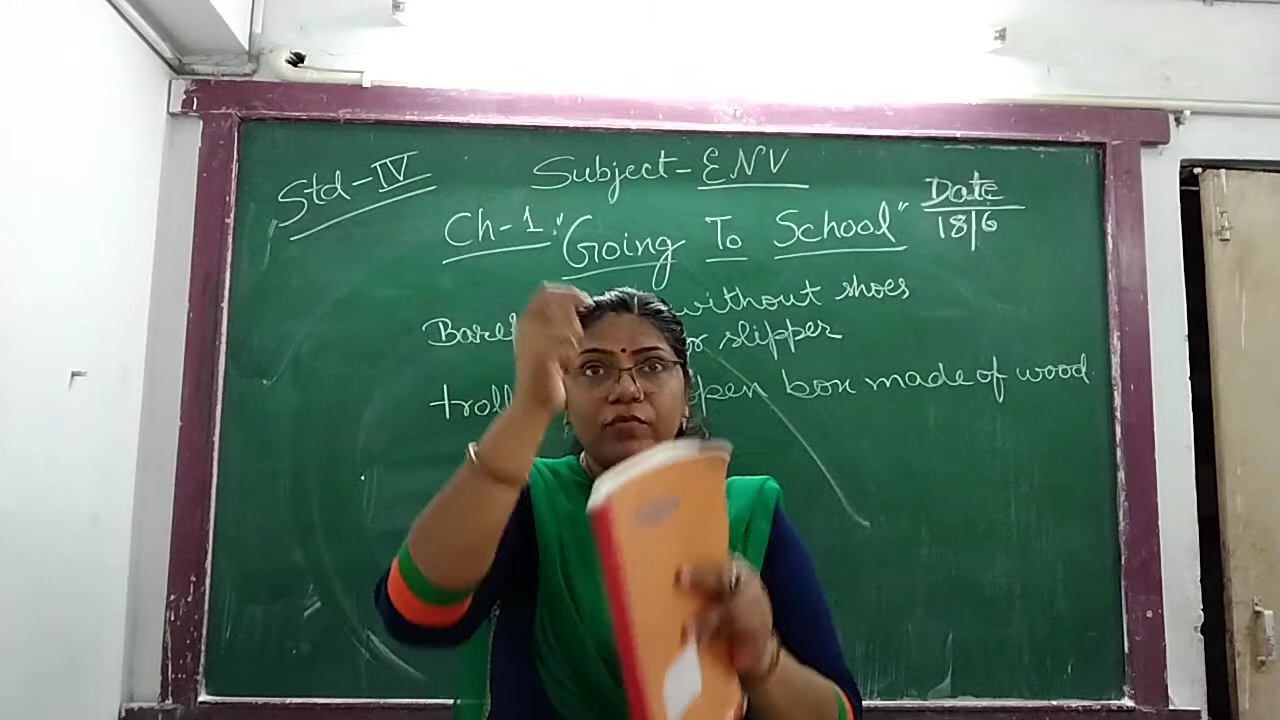 Std-IV
Subject-ENV
Date
18/6
Ch-1: "Going To School"
without shoes
or slipper
box made of wood